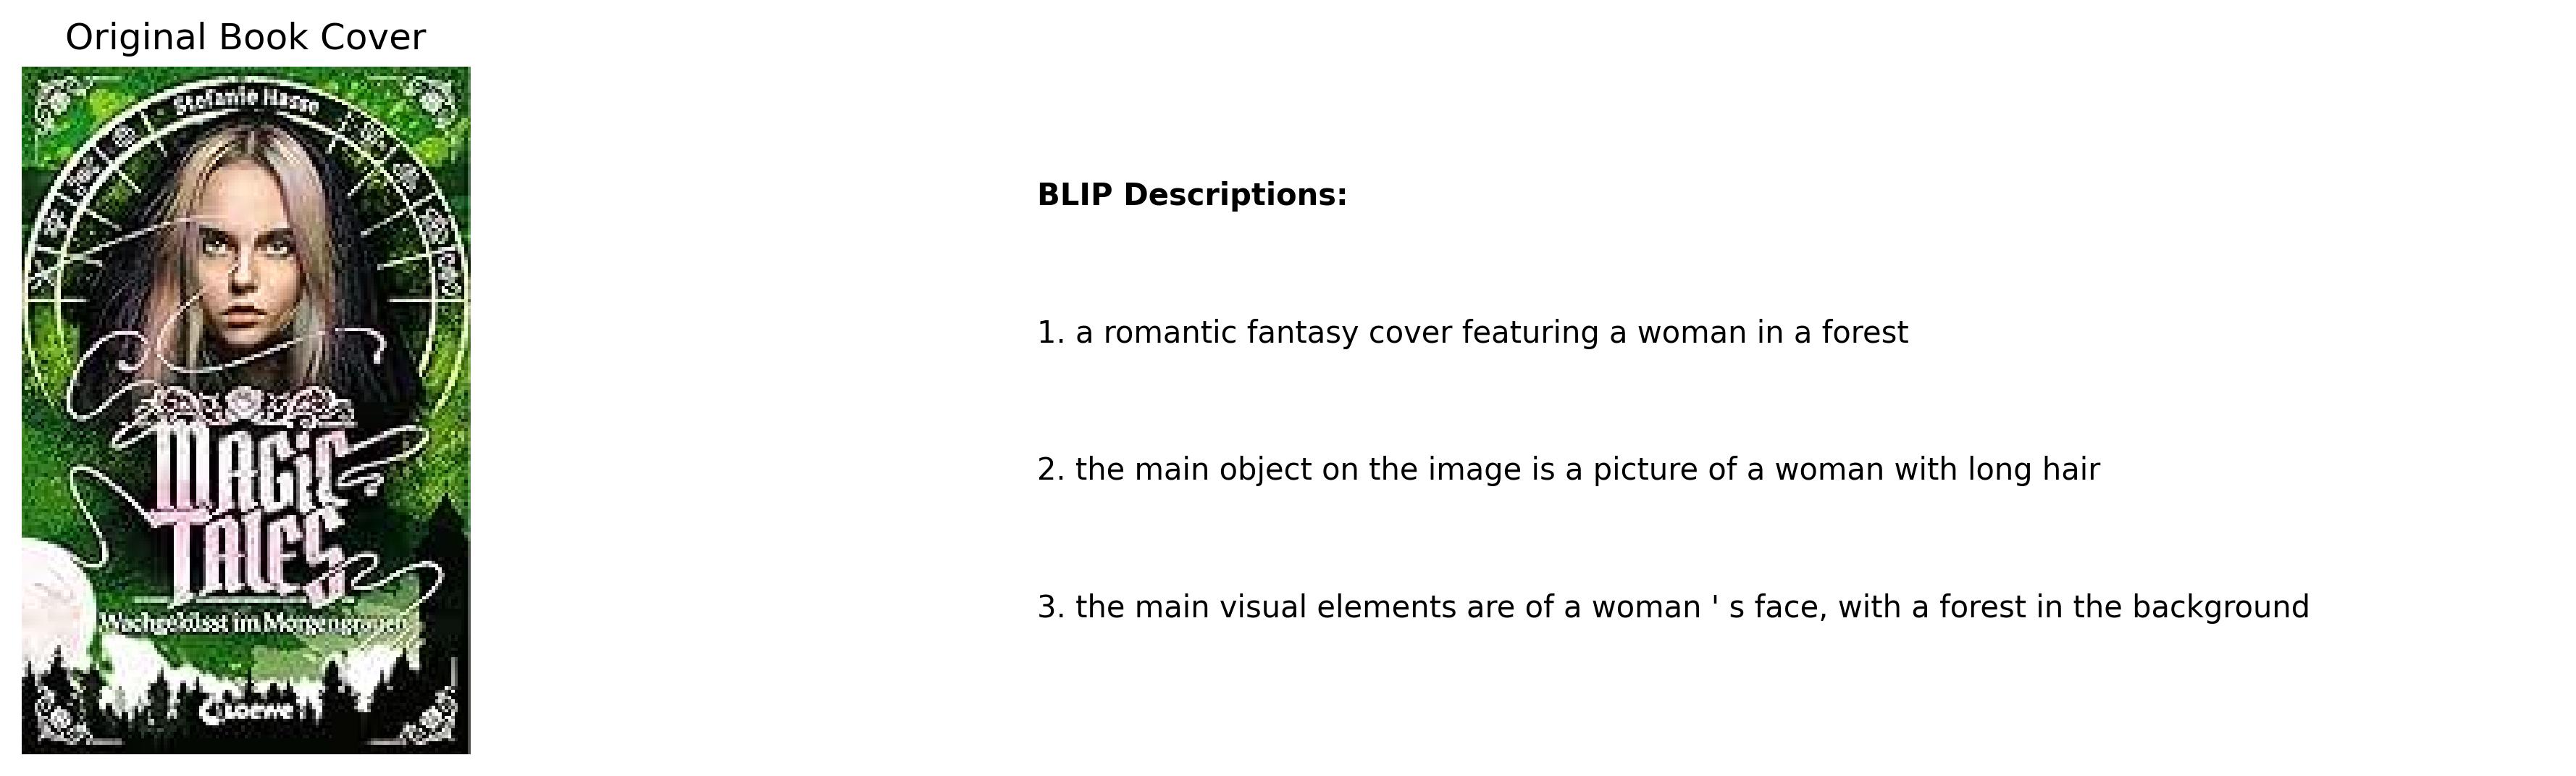 Original Book Cover
Stefanie Hasse
MAGIC
TALES
Wachgeküsst im Morgengrauen
Loewe
BLIP Descriptions:
1. a romantic fantasy cover featuring a woman in a forest
2. the main object on the image is a picture of a woman with long hair
3. the main visual elements are of a woman ' s face, with a forest in the background